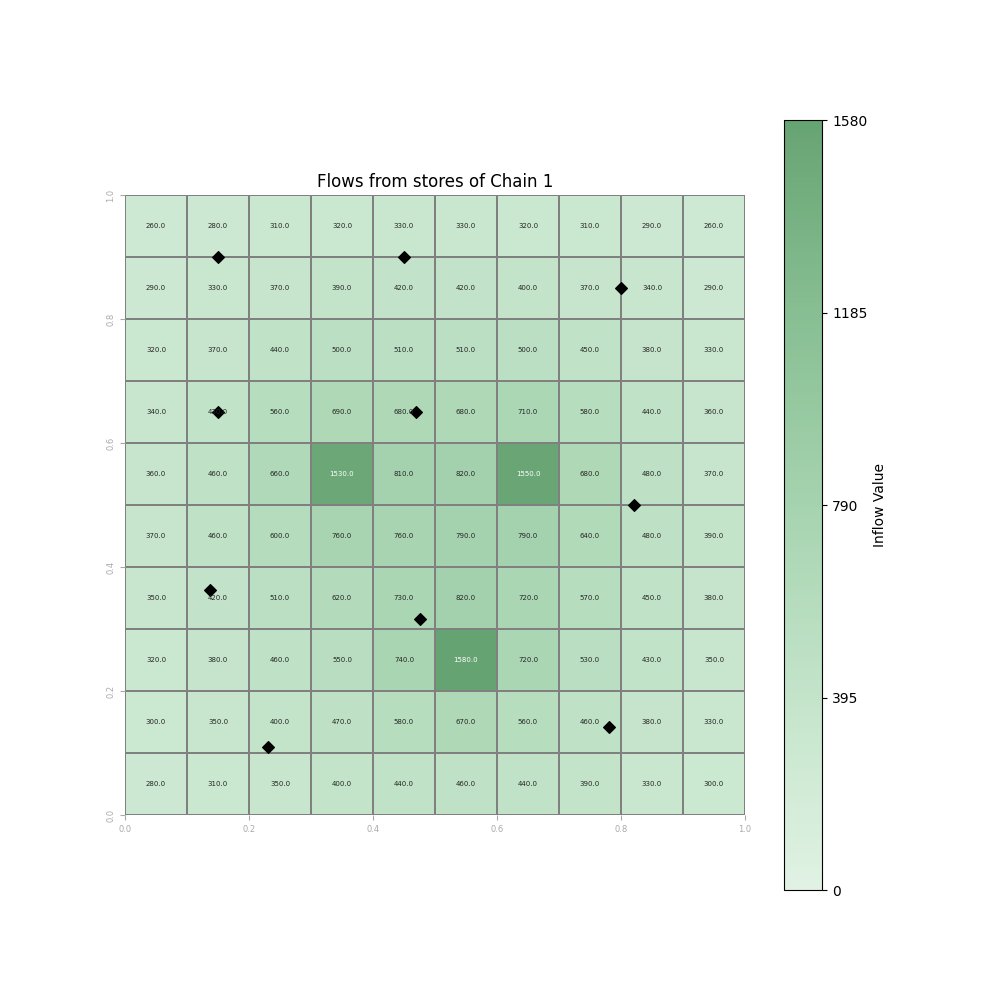 Flows from stores of Chain 1
1580
1185
790
395
0
Inflow Value
1.0
0.8
0.6
0.4
0.2
0.0
260.0 280.0 310.0 320.0 330.0 330.0 320.0 310.0 290.0 260.0
290.0 330.0 370.0 390.0 420.0 420.0 400.0 370.0 340.0 290.0
320.0 370.0 440.0 500.0 510.0 510.0 500.0 450.0 380.0 330.0
340.0 560.0 690.0 680.0 680.0 710.0 580.0 440.0 360.0
360.0 460.0 660.0 1530.0 810.0 820.0 1550.0 680.0 480.0 370.0
370.0 460.0 600.0 760.0 760.0 790.0 790.0 640.0 480.0 390.0
350.0 420.0 510.0 620.0 730.0 820.0 720.0 570.0 450.0 380.0
320.0 380.0 460.0 550.0 740.0 1580.0 720.0 530.0 430.0 350.0
300.0 350.0 400.0 470.0 580.0 670.0 560.0 460.0 380.0 330.0
280.0 310.0 350.0 400.0 440.0 460.0 440.0 390.0 330.0 300.0
0.0 0.2 0.4 0.6 0.8 1.0